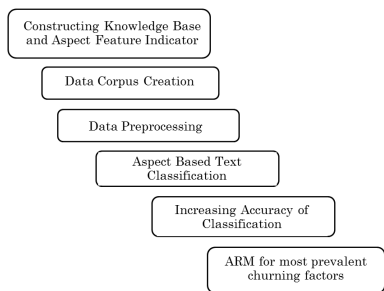 Constructing Knowledge Base
and Aspect Feature Indicator
Data Corpus Creation
Data Preprocessing
Aspect Based Text
Classification
Increasing Accuracy of
Classification
ARM for most prevalent
churning factors